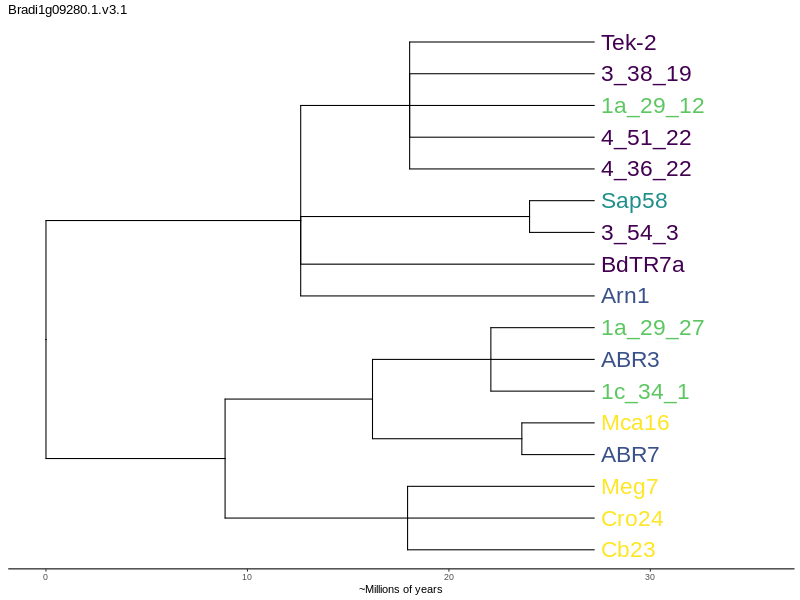 Bradi1g09280.1.v3.1
Tek-2
3_38_19
1a_29_12
4_51_22
4_36_22
Sap58
3_54_3
BdTR7a
Arn1
1a_29_27
ABR3
1c_34_1
Mca16
ABR7
Meg7
Cro24
Cb23
0 10 20 30
~Millions of years